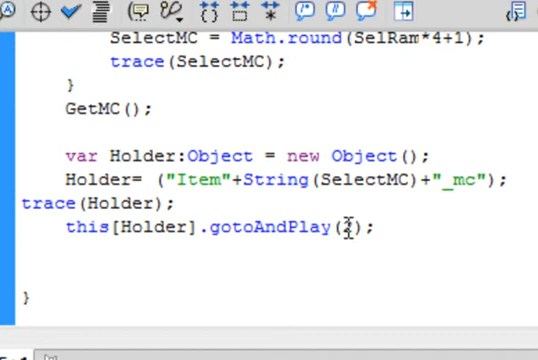 SelectMC = Math.round(SelRam*4+1);
trace(SelectMC);
}
GetMC();
var Holder:Object = new Object();
Holder= ("Item"+String(SelectMC)+"_mc");
trace(Holder);
this[Holder].gotoAndPlay(2);
}